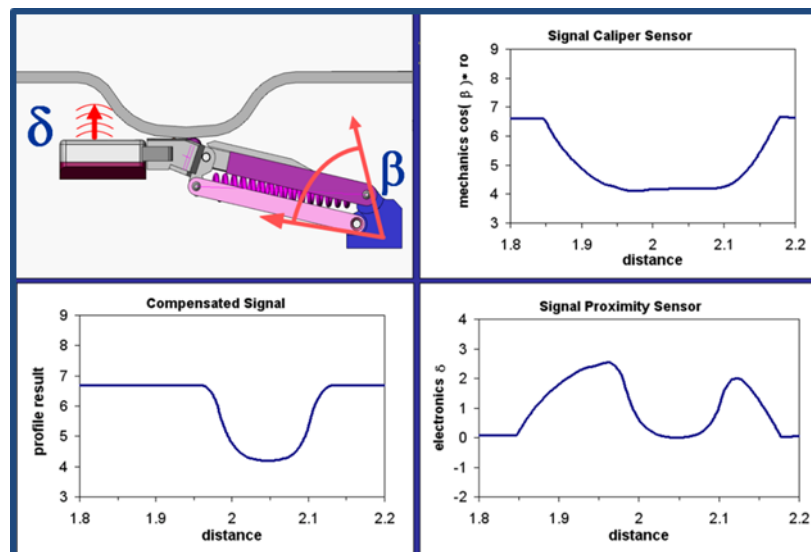 δ
β
Signal Caliper Sensor
mechanics cos( β )• ro
9
8
7
6
5
4
3
1.8 1.9 2 2.1 2.2
distance
Compensated Signal
profile result
9
8
7
6
5
4
3
1.8 1.9 2 2.1 2.2
distance
Signal Proximity Sensor
electronics δ
4
3
2
1
0
-1
-2
1.8 1.9 2 2.1 2.2
distance